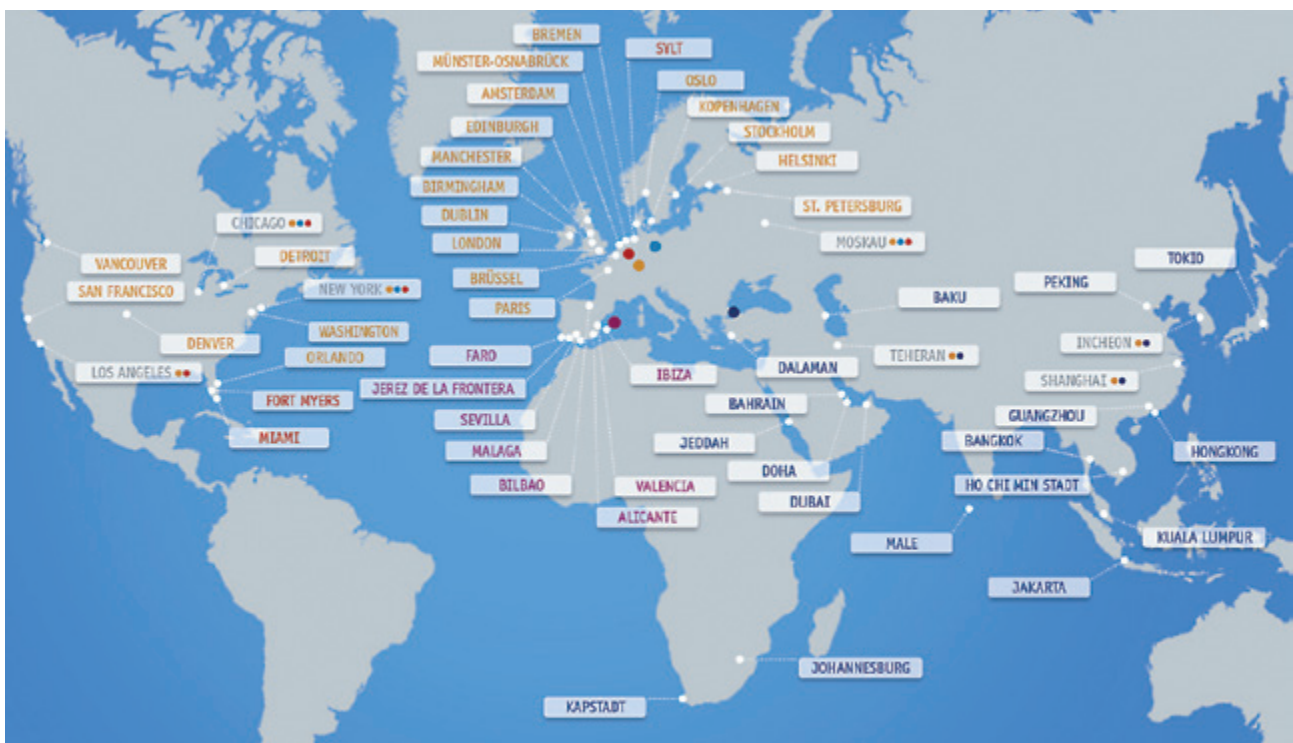 BREMEN
SYLT
MÜNSTER-OSNABRÜCK
OSLO
AMSTERDAM
KOPENHAGEN
EDINBURGH
STOCKHOLM
MANCHESTER
HELSINKI
BIRMINGHAM
ST. PETERSBURG
DUBLIN
CHICAGO
LONDON
MOSKAU
DETROIT
TOKIO
VANCOUVER
BRÜSSEL
PEKING
SAN FRANCISCO
NEW YORK
BAKU
PARIS
WASHINGTON
DENVER
INCHEON
ORLANDO
FARO
TEHERAN
DALAMAN
LOS ANGELES
IBIZA
SHANGHAI
JEREZ DE LA FRONTERA
FORT MYERS
BAHRAIN
GUANGZHOU
SEVILLA
MIAMI
JEDDAH
BANGKOK
HONGKONG
MALAGA
DOHA
BILBAO
VALENCIA
HO CHI MIN STADT
DUBAI
ALICANTE
KUALA LUMPUR
MALE
JAKARTA
JOHANNESBURG
KAPSTADT